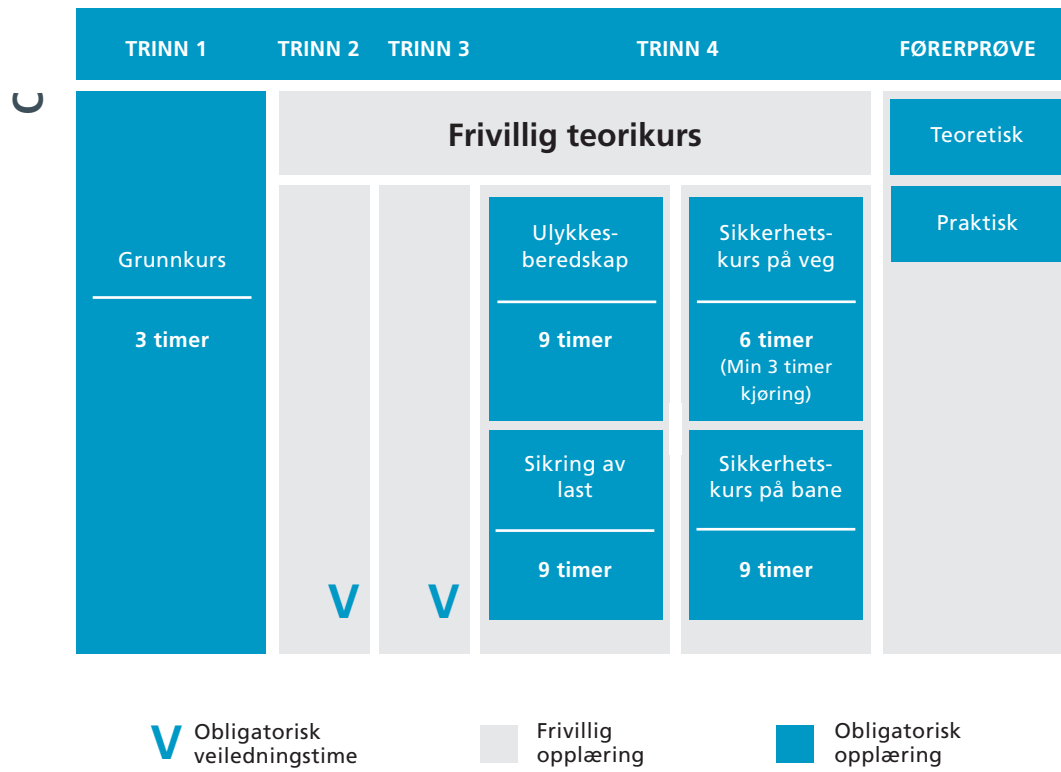 TRINN 1
TRINN 2
TRINN 3
TRINN 4
FØRERPRØVE
C
Frivillig teorikurs
Teoretisk
Praktisk
Grunnkurs
3 timer
Ulykkes-
beredskap
9 timer
Sikkerhets-
kurs på veg
6 timer
(Min 3 timer
kjøring)
Sikring av
last
9 timer
Sikkerhets-
kurs på bane
9 timer
V
V
V
Obligatorisk
veiledningstime
Frivillig
opplæring
Obligatorisk
opplæring